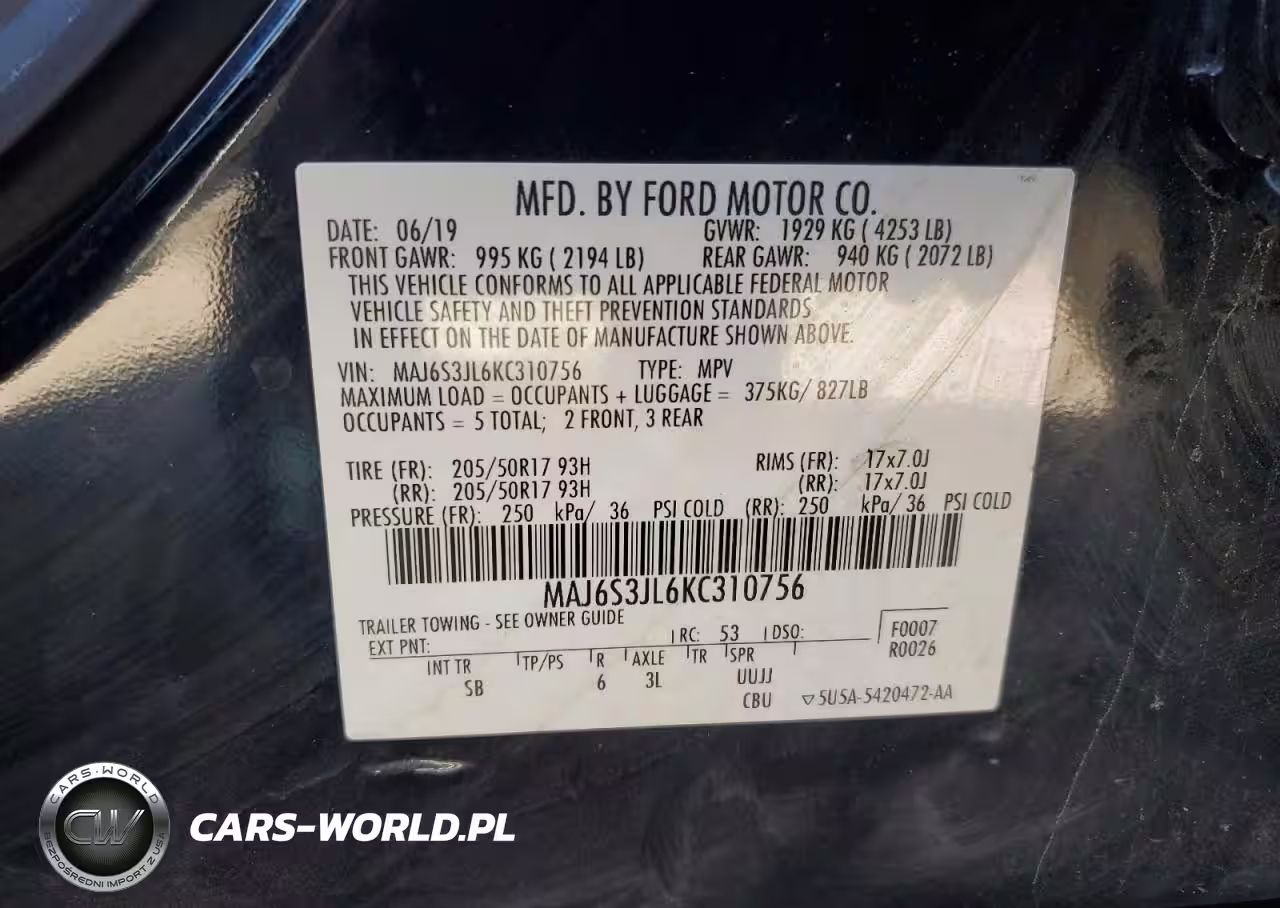 MFD. BY FORD MOTOR CO.
DATE: 06/19 GVWR: 1929 KG ( 4253 LB)
FRONT GAWR: 995 KG ( 2194 LB) REAR GAWR: 940 KG ( 2072 LB)
THIS VEHICLE CONFORMS TO ALL APPLICABLE FEDERAL MOTOR
VEHICLE SAFETY AND THEFT PREVENTION STANDARDS
IN EFFECT ON THE DATE OF MANUFACTURE SHOWN ABOVE.
VIN: MAJ6S3JL6KC310756 TYPE: MPV
MAXIMUM LOAD = OCCUPANTS + LUGGAGE = 375KG/ 827LB
OCCUPANTS = 5 TOTAL; 2 FRONT, 3 REAR
TIRE (FR): 205/50R17 93H RIMS (FR): 17x7.0J
(RR): 205/50R17 93H (RR): 17x7.0J
PRESSURE (FR): 250 kPa/ 36 PSI COLD (RR): 250 kPa/ 36 PSI COLD
MAJ6S3JL6KC310756
TRAILER TOWING - SEE OWNER GUIDE
EXT PNT: RC: 53 DSO: F0007
R0026
INT TR TP/PS R AXLE TR SPR
SB 6 3L UUJJ
CBU ▽5U5A-5420472-AA
CARS-WORLD
CW
BEZPOŚREDNI IMPORT Z USA
CARS-WORLD.PL